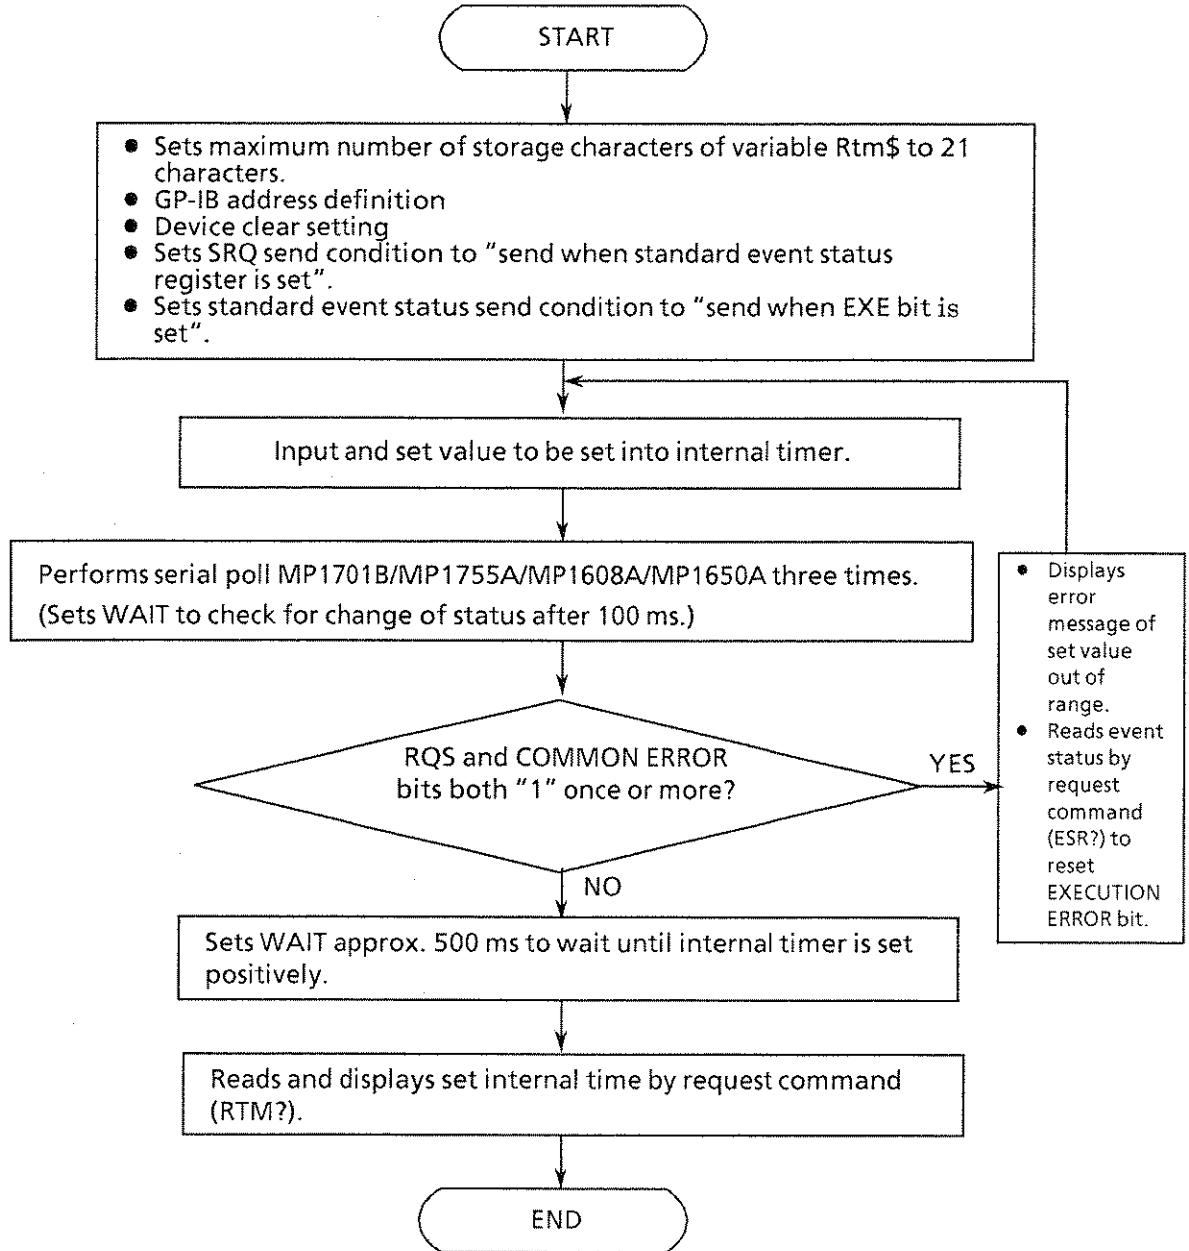 START
● Sets maximum number of storage characters of variable Rtm$ to 21
characters.
● GP-IB address definition
● Device clear setting
● Sets SRQ send condition to "send when standard event status
register is set".
● Sets standard event status send condition to "send when EXE bit is
set".
Input and set value to be set into internal timer.
Performs serial poll MP1701B/MP1755A/MP1608A/MP1650A three times.
(Sets WAIT to check for change of status after 100 ms.)
RQS and COMMON ERROR
bits both "1" once or more?
YES
● Displays
error
message of
set value
out of
range.
● Reads event
status by
request
command
(ESR?) to
reset
EXECUTION
ERROR bit.
NO
Sets WAIT approx. 500 ms to wait until internal timer is set
positively.
Reads and displays set internal time by request command
(RTM?).
END